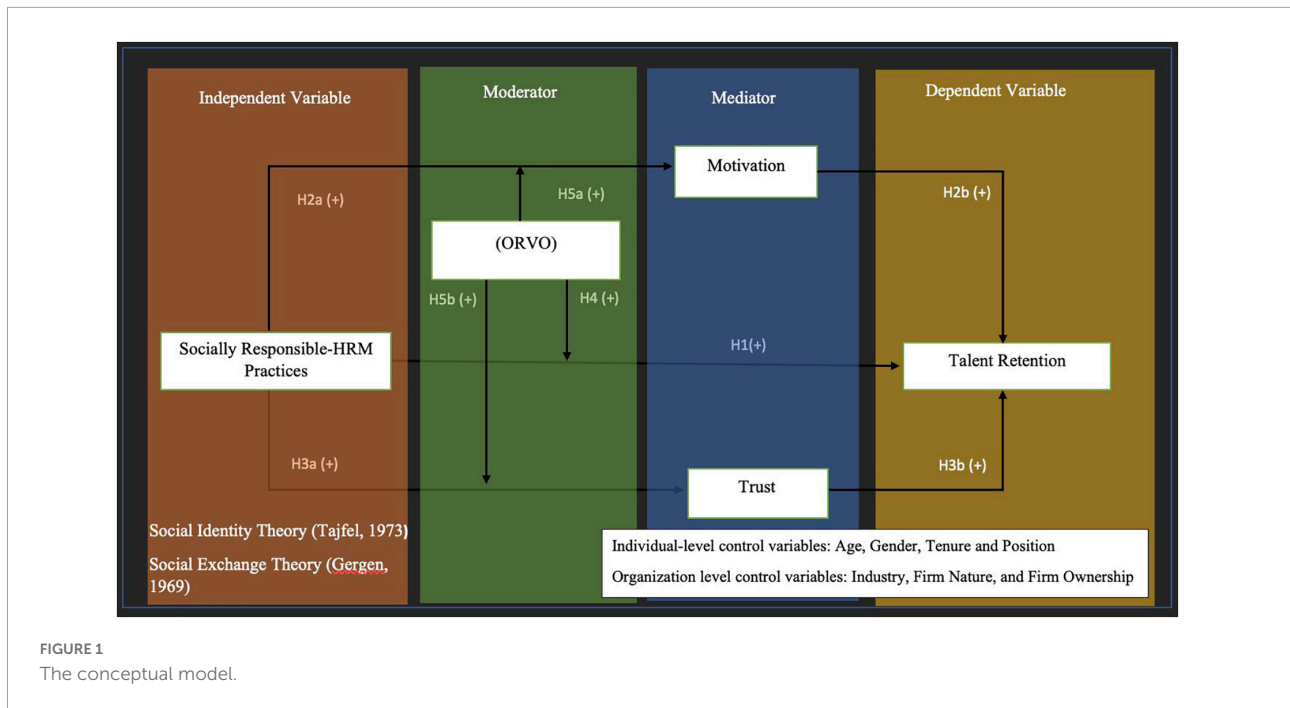 Independent Variable
Moderator
Mediator
Dependent Variable
Motivation
H2a (+)
H5a (+)
H2b (+)
(ORVO)
H5b (+)
H4 (+)
Socially Responsible-HRM
Practices
H1(+)
Talent Retention
H3a (+)
H3b (+)
Trust
Social Identity Theory (Tajfel, 1973)
Social Exchange Theory (Gergen,
1969)
Individual-level control variables: Age, Gender, Tenure and Position
Organization level control variables: Industry, Firm Nature, and Firm Ownership
FIGURE 1
The conceptual model.